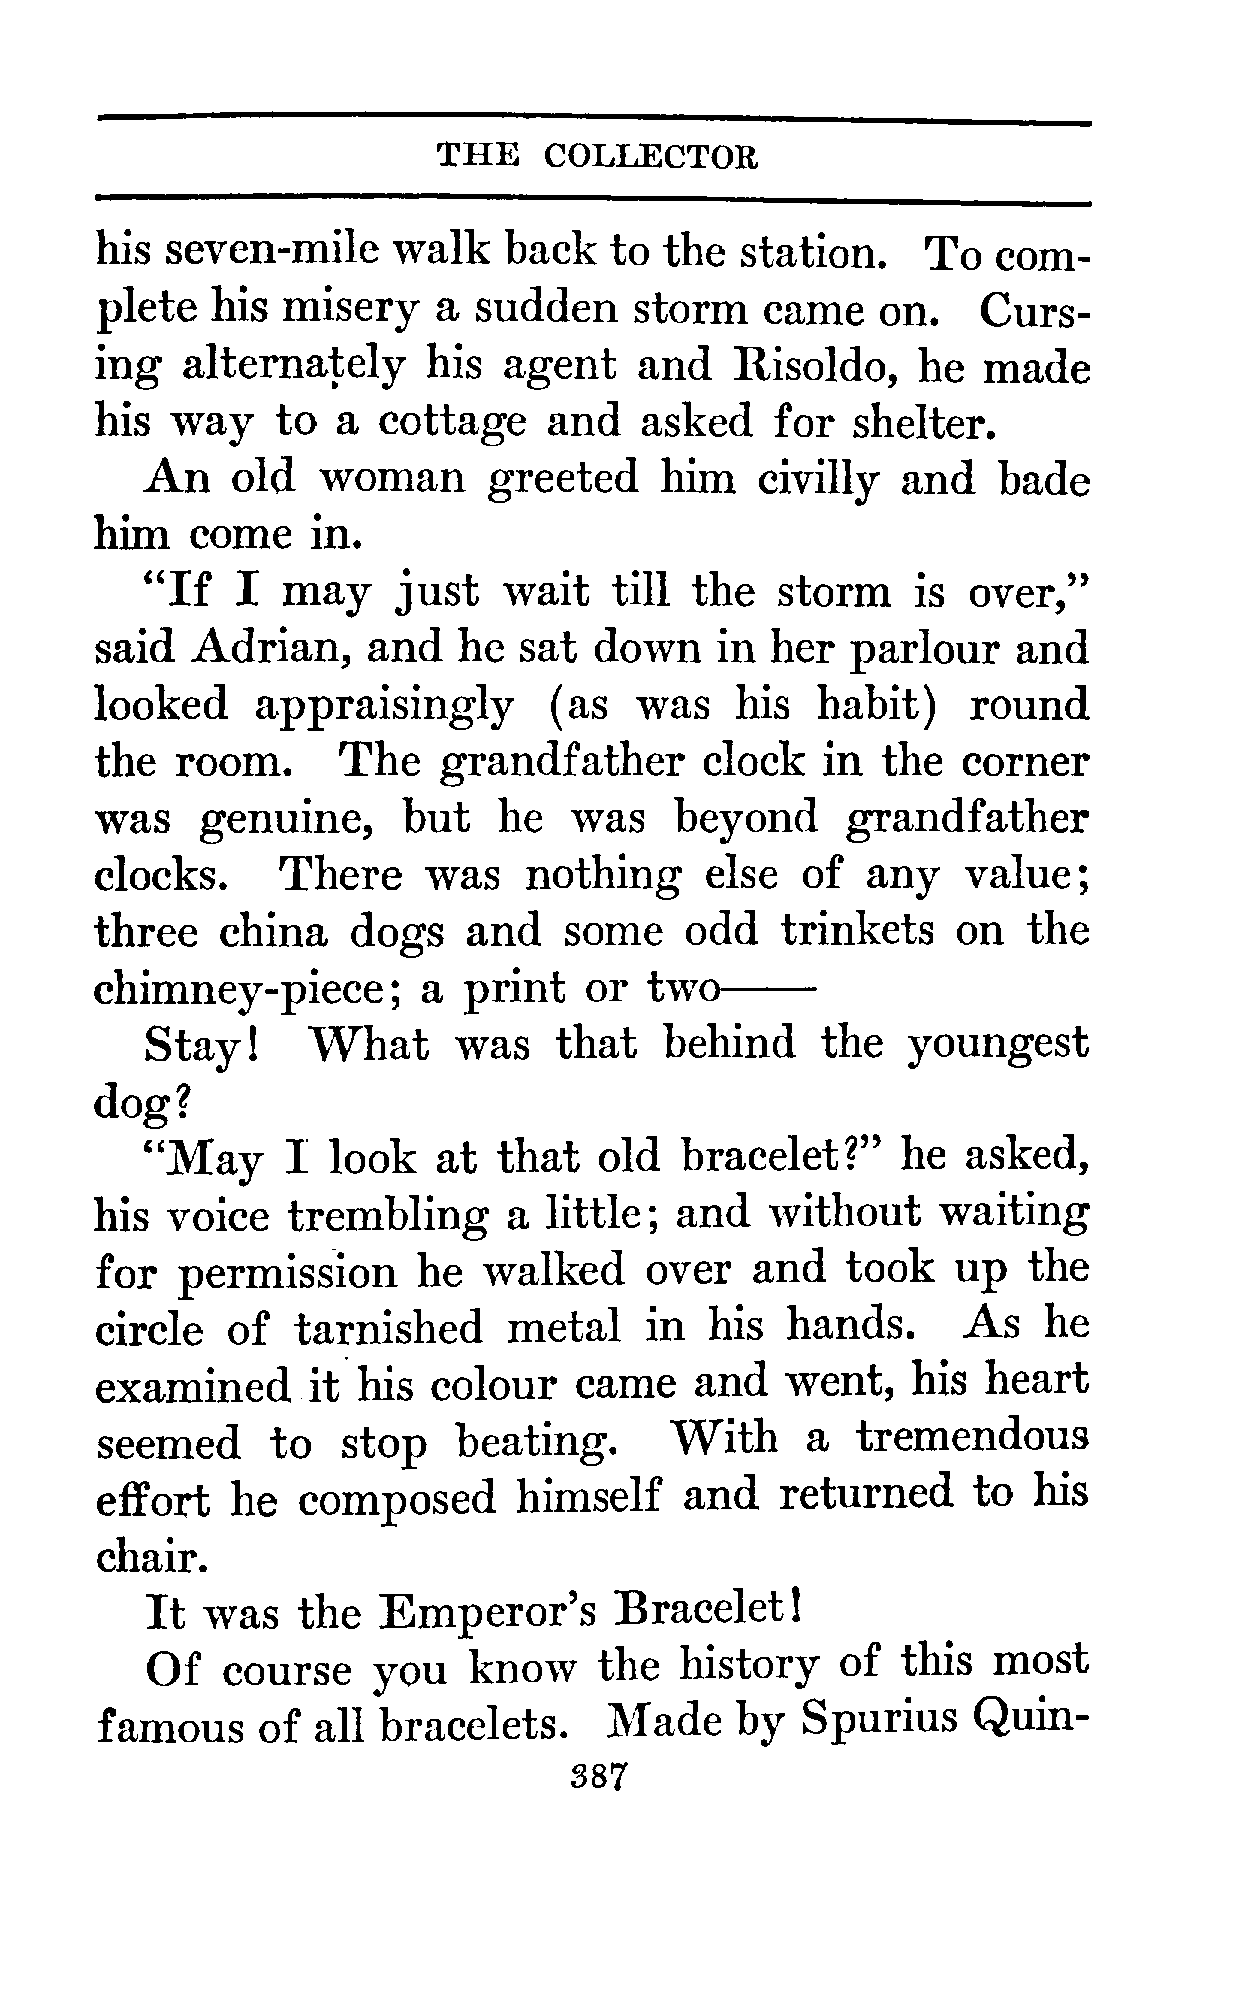 THE COLLECTOR
his seven-mile walk back to the station. To com-
plete his misery a sudden storm came on. Curs-
ing alternately his agent and Risoldo, he made
his way to a cottage and asked for shelter.
An old woman greeted him civilly and bade
him come in.
“If I may just wait till the storm is over,”
said Adrian, and he sat down in her parlour and
looked appraisingly (as was his habit) round
the room. The grandfather clock in the corner
was genuine, but he was beyond grandfather
clocks. There was nothing else of any value;
three china dogs and some odd trinkets on the
chimney-piece; a print or two——
Stay! What was that behind the youngest
dog?
“May I look at that old bracelet?” he asked,
his voice trembling a little; and without waiting
for permission he walked over and took up the
circle of tarnished metal in his hands. As he
examined it his colour came and went, his heart
seemed to stop beating. With a tremendous
effort he composed himself and returned to his
chair.
It was the Emperor’s Bracelet!
Of course you know the history of this most
famous of all bracelets. Made by Spurius Quin-
387